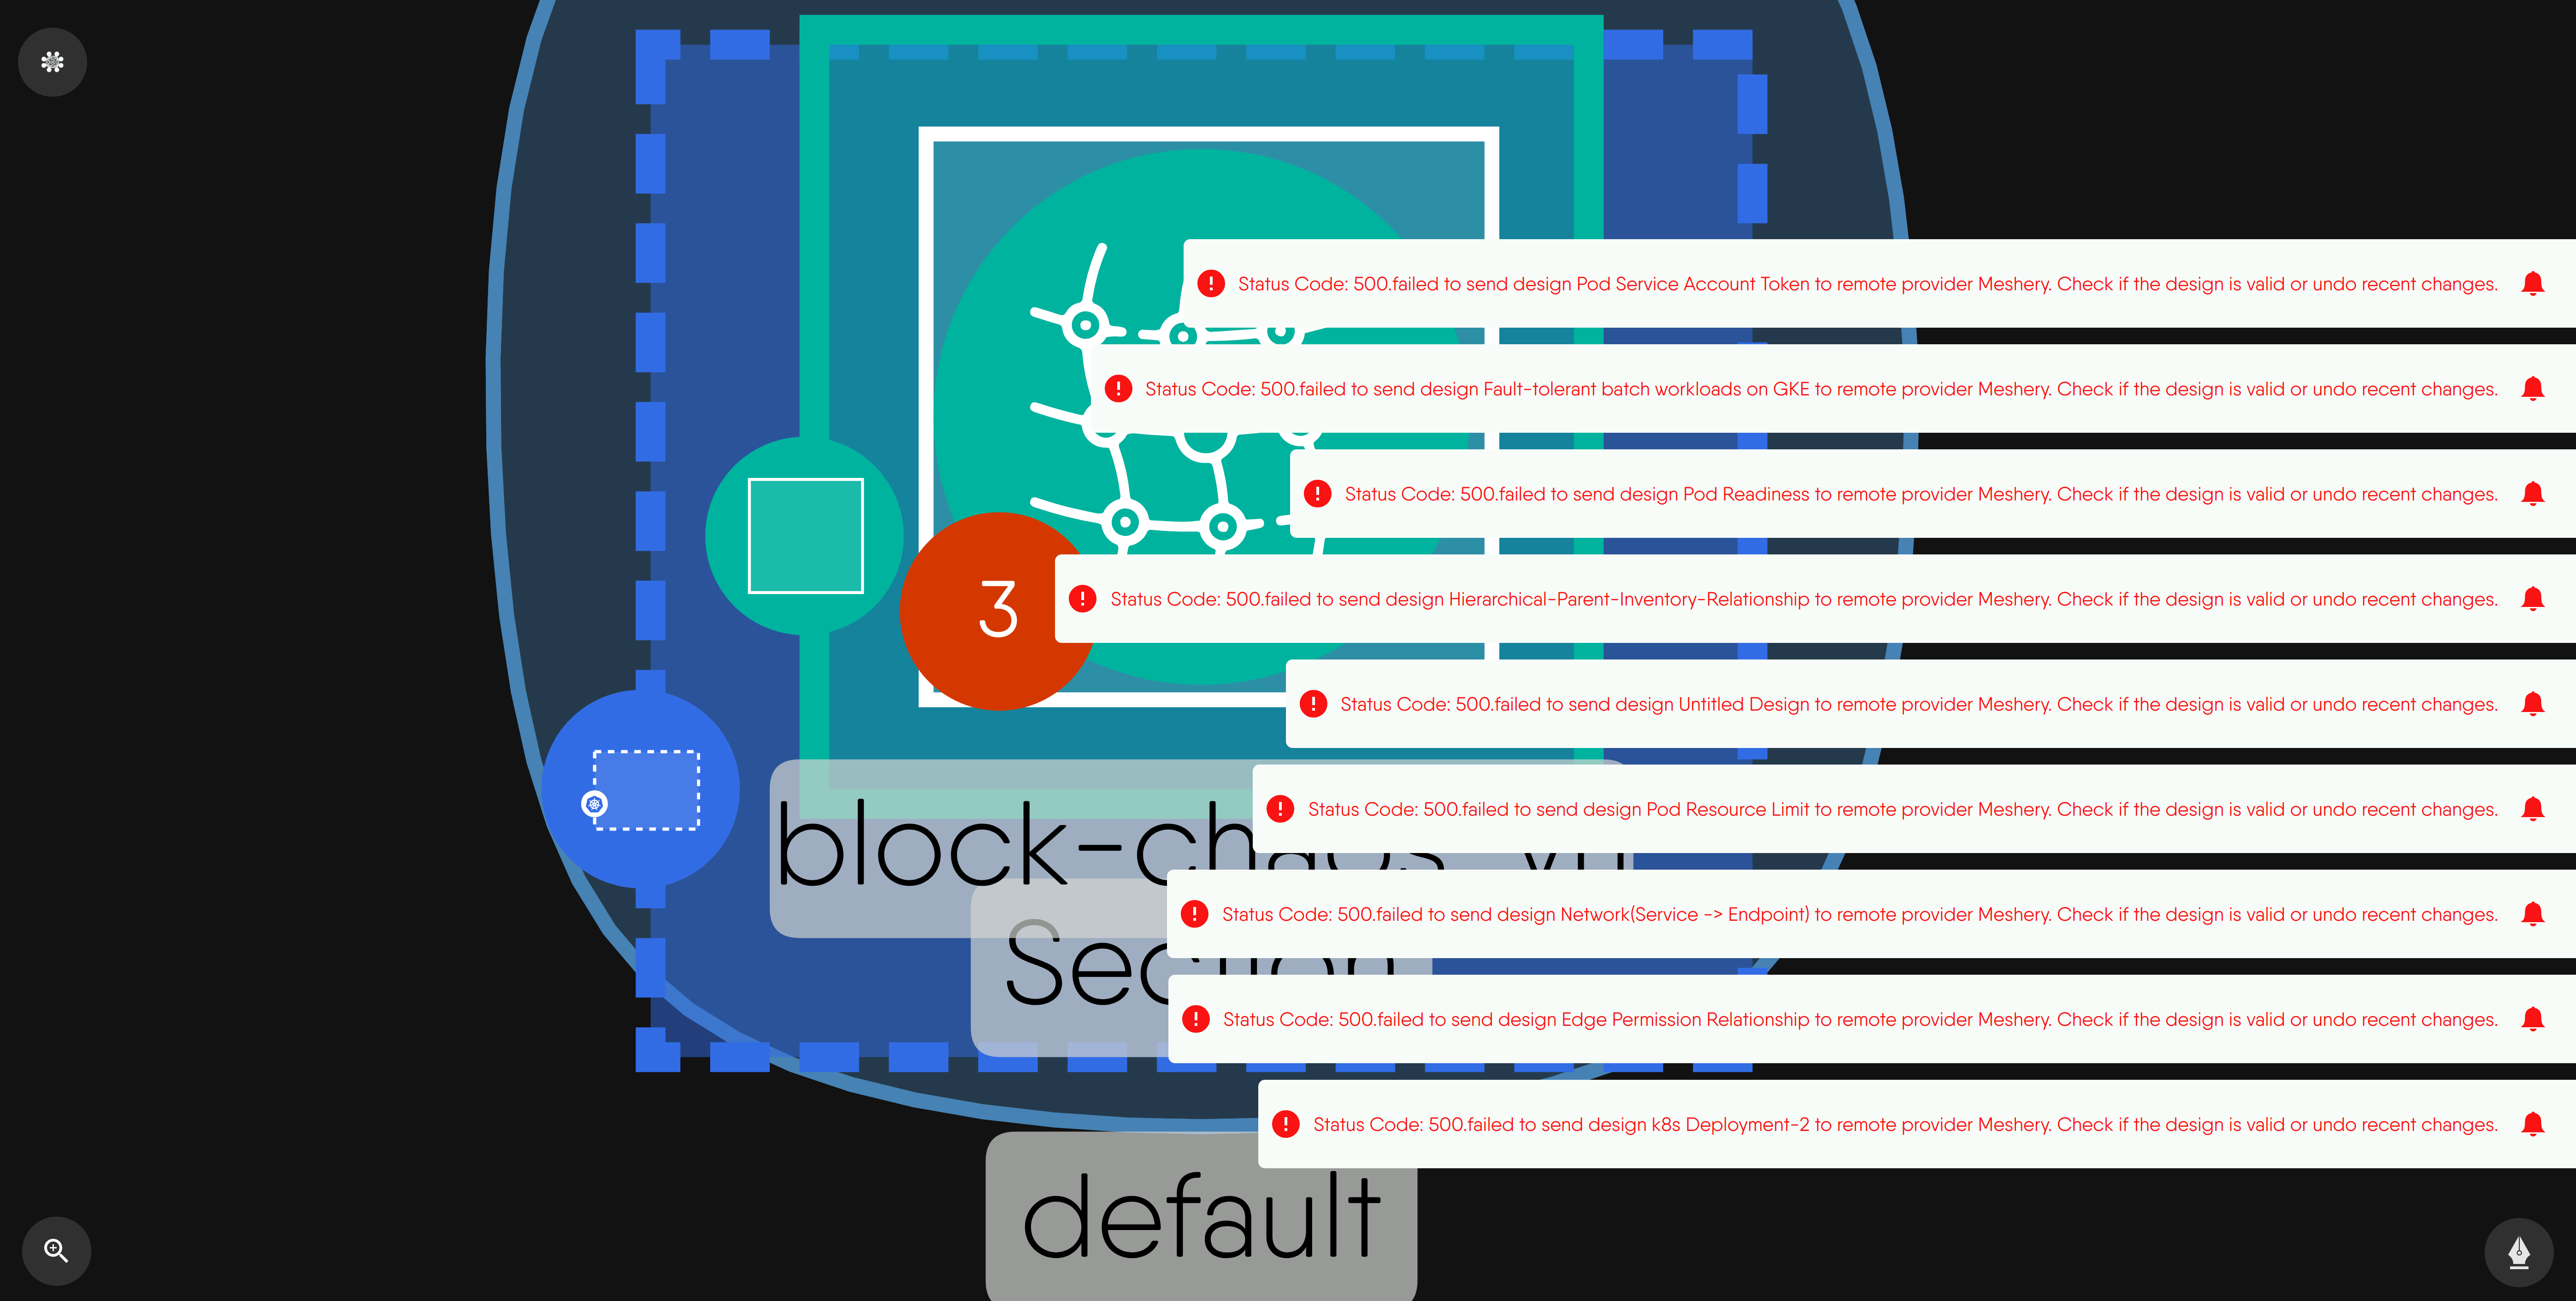 Status Code: 500.failed to send design Pod Service Account Token to remote provider Meshery. Check if the design is valid or undo recent changes.
Status Code: 500.failed to send design Fault-tolerant batch workloads on GKE to remote provider Meshery. Check if the design is valid or undo recent changes.
Status Code: 500.failed to send design Pod Readiness to remote provider Meshery. Check if the design is valid or undo recent changes.
3
Status Code: 500.failed to send design Hierarchical-Parent-Inventory-Relationship to remote provider Meshery. Check if the design is valid or undo recent changes.
Status Code: 500.failed to send design Untitled Design to remote provider Meshery. Check if the design is valid or undo recent changes.
Status Code: 500.failed to send design Pod Resource Limit to remote provider Meshery. Check if the design is valid or undo recent changes.
block-chaos
Status Code: 500.failed to send design Network(Service -> Endpoint) to remote provider Meshery. Check if the design is valid or undo recent changes.
Section
Status Code: 500.failed to send design Edge Permission Relationship to remote provider Meshery. Check if the design is valid or undo recent changes.
Status Code: 500.failed to send design k8s Deployment-2 to remote provider Meshery. Check if the design is valid or undo recent changes.
default